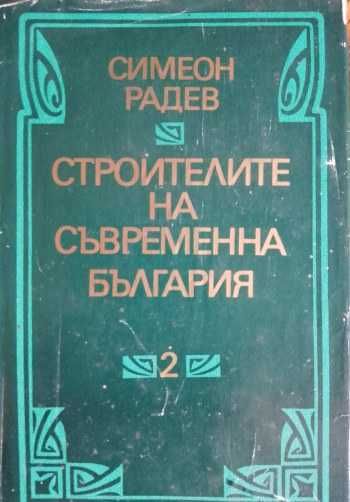 СИМЕОН
РАДЕВ
СТРОИТЕЛИТЕ
НА
СЪВРЕМЕННА
БЪЛГАРИЯ
2